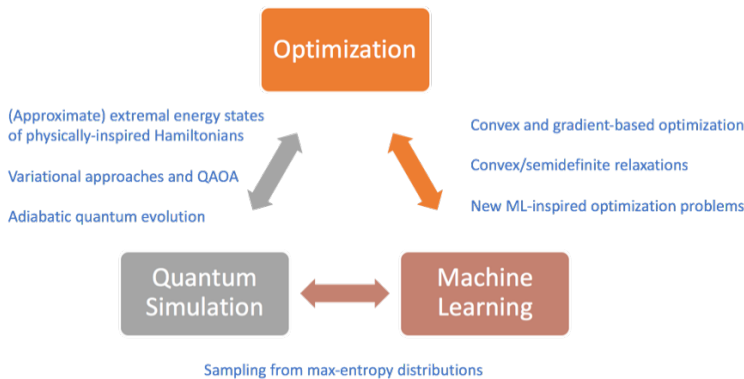 Optimization
(Approximate) extremal energy states
of physically-inspired Hamiltonians
Variational approaches and QAOA
Adiabatic quantum evolution
Convex and gradient-based optimization
Convex/semidefinite relaxations
New ML-inspired optimization problems
Quantum
Simulation
Machine
Learning
Sampling from max-entropy distributions